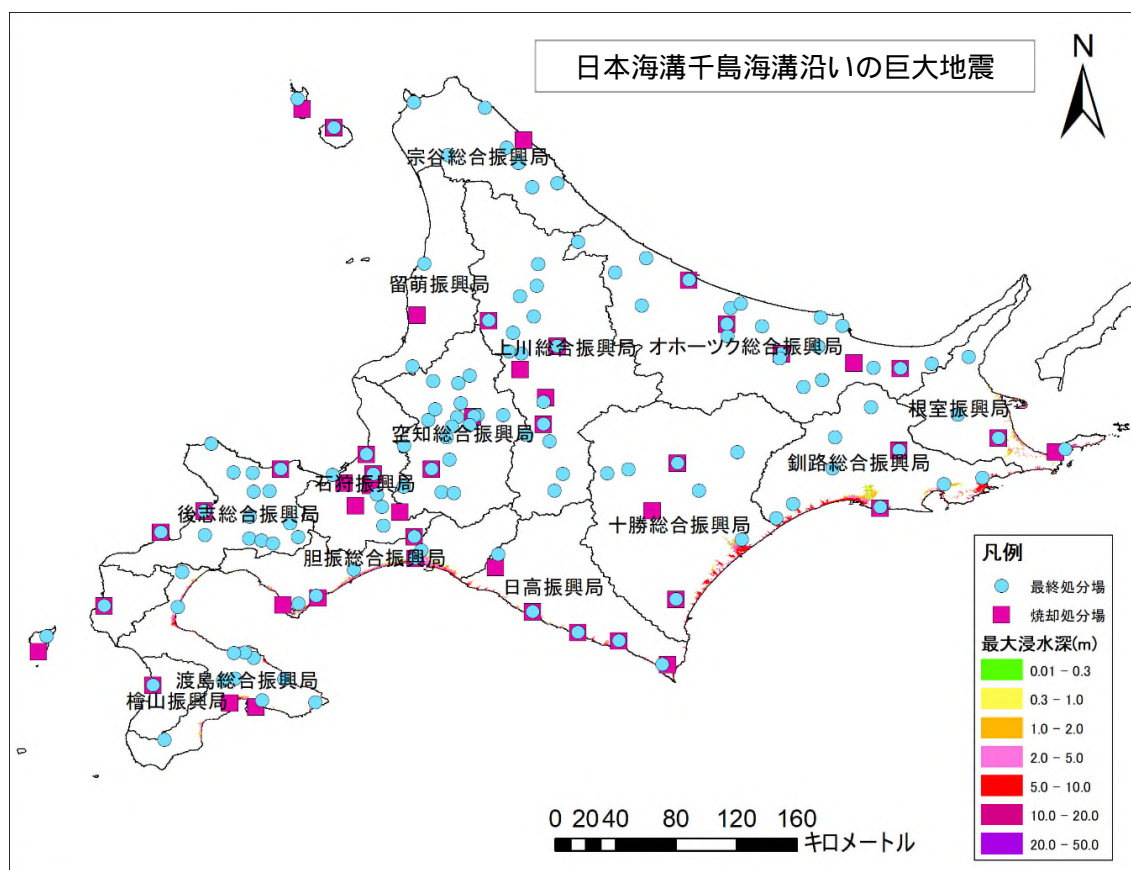 日本海溝千島海溝沿いの巨大地震
N
宗谷総合振興局
留萌振興局
上川総合振興局
オホーツク総合振興局
根室振興局
空知総合振興局
釧路総合振興局
石狩振興局
後志総合振興局
十勝総合振興局
胆振総合振興局
日高振興局
渡島総合振興局
檜山振興局
凡例
最終処分場
焼却処分場
最大浸水深(m)
0.01 - 0.3
0.3 - 1.0
1.0 - 2.0
2.0 - 5.0
5.0 - 10.0
10.0 - 20.0
20.0 - 50.0
0 20 40 80 120 160
キロメートル